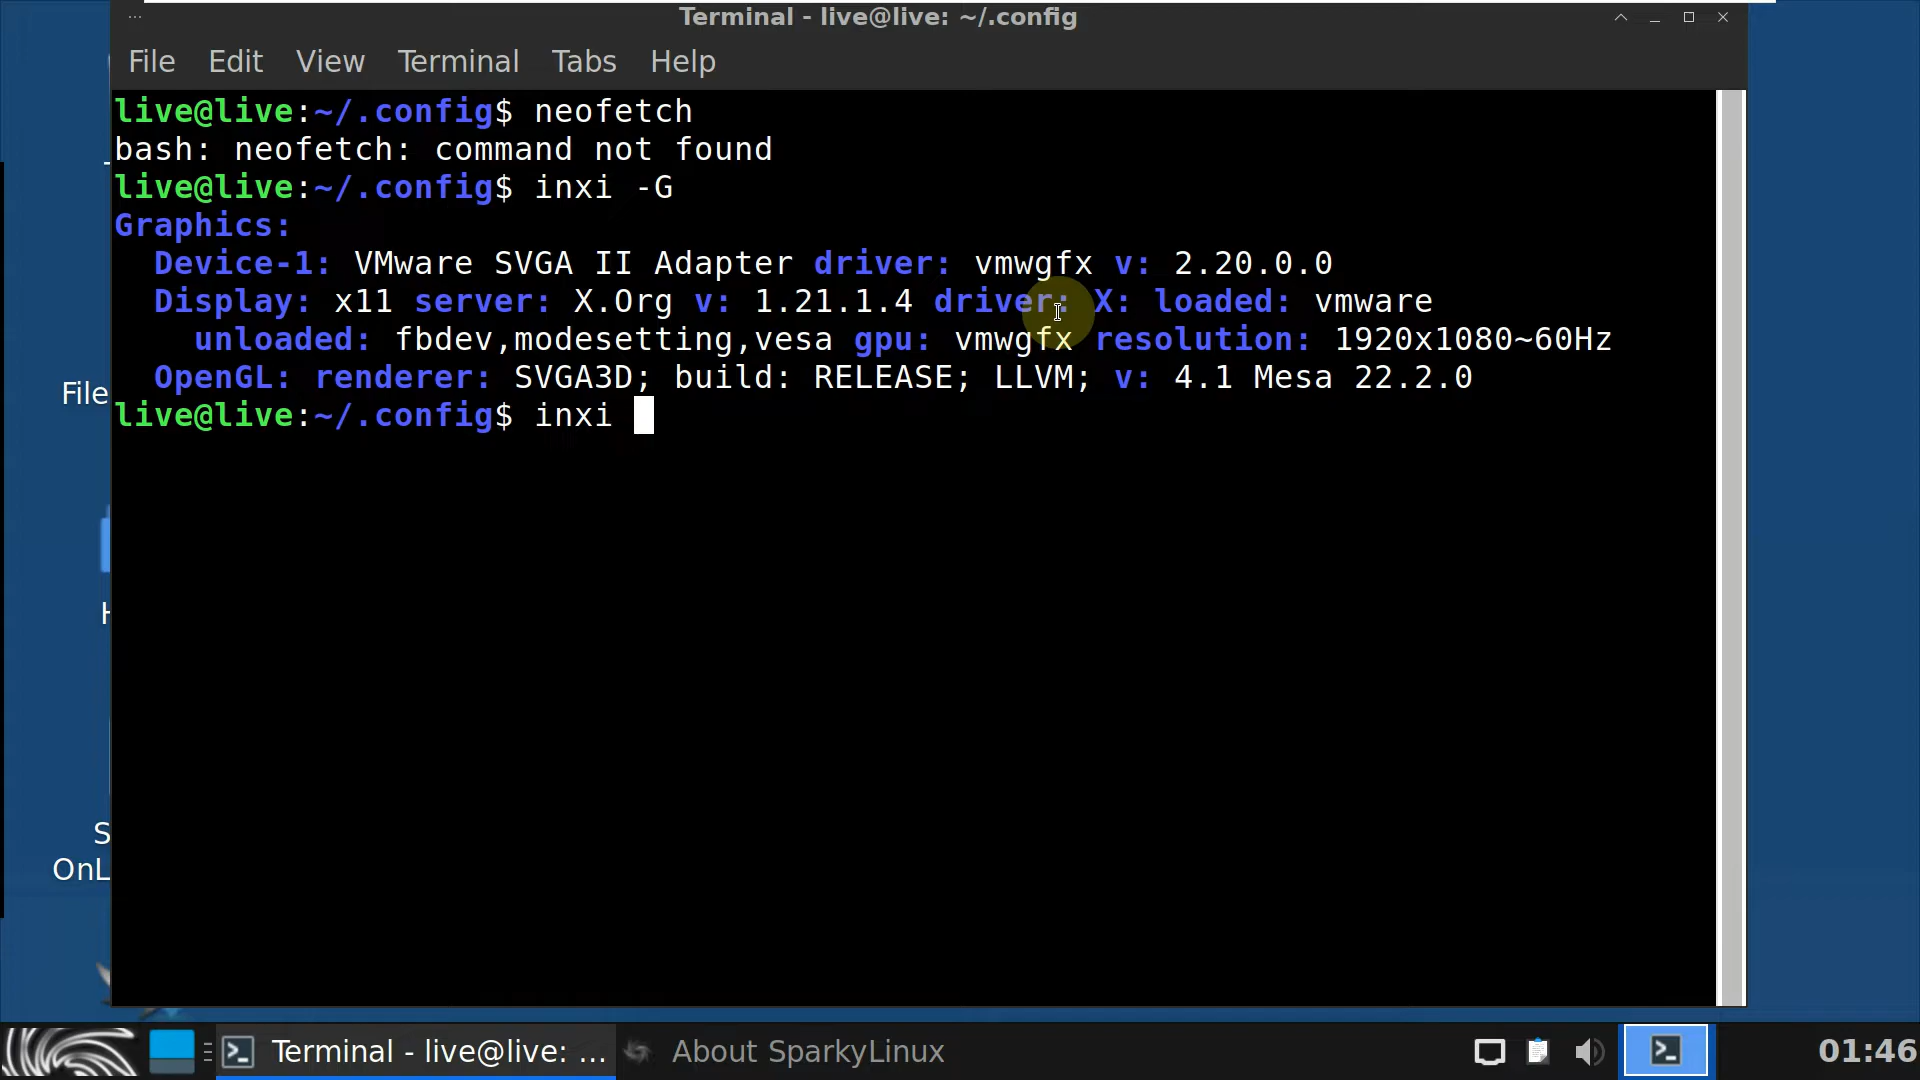 Terminal - live@live: ~/.config
File Edit View Terminal Tabs Help
live@live:~/.config$ neofetch
bash: neofetch: command not found
live@live:~/.config$ inxi -G
Graphics:
Device-1: VMware SVGA II Adapter driver: vmwgfx v: 2.20.0.0
Display: x11 server: X.Org v: 1.21.1.4 driver: X: loaded: vmware
unloaded: fbdev,modesetting,vesa gpu: vmwgfx resolution: 1920x1080~60Hz
OpenGL: renderer: SVGA3D; build: RELEASE; LLVM; v: 4.1 Mesa 22.2.0
live@live:~/.config$ inxi
File
H
S
OnL
Terminal - live@live: ... About SparkyLinux 01:46